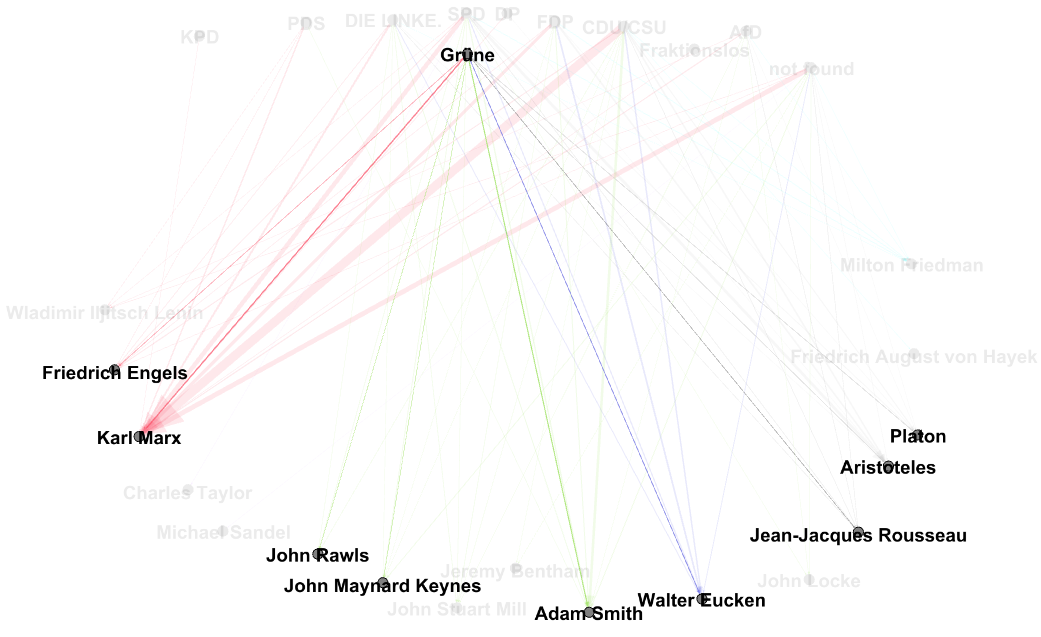 KPD
PDS
DIE LINKE.
SPD
DP
FDP
CDU/CSU
AfD
Fraktionslos
Grüne
not found
Milton Friedman
Wladimir Iljitsch Lenin
Friedrich August von Hayek
Friedrich Engels
Karl Marx
Platon
Aristoteles
Charles Taylor
Michael Sandel
Jean-Jacques Rousseau
John Rawls
Jeremy Bentham
John Locke
John Maynard Keynes
Walter Eucken
John Stuart Mill
Adam Smith